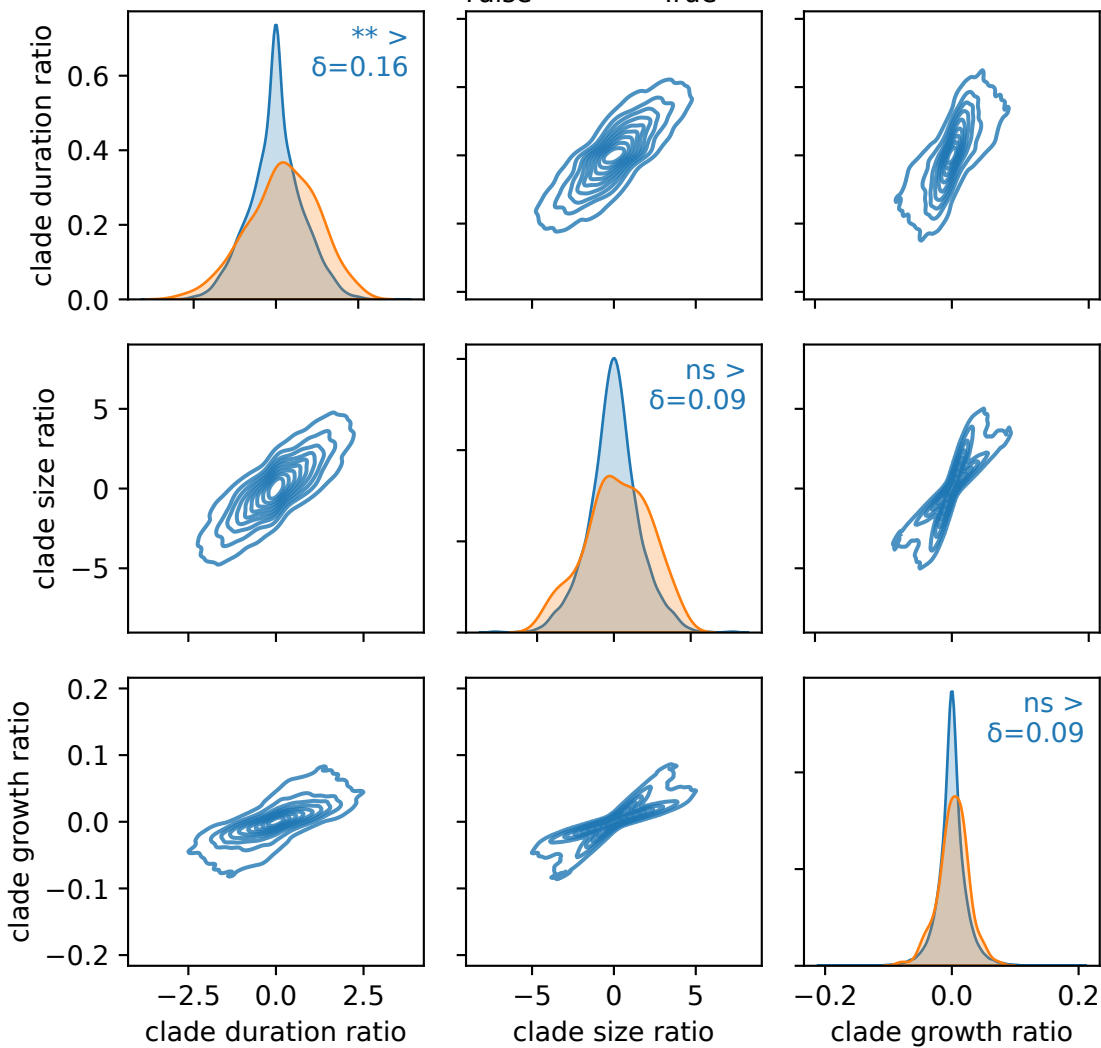 ** >
δ=0.16
clade duration ratio
0.6
0.4
0.2
0.0
ns >
δ=0.09
clade size ratio
5
0
−5
ns >
δ=0.09
clade growth ratio
0.2
0.1
0.0
−0.1
−0.2
−2.5 0.0 2.5
−5 0 5
−0.2 0.0 0.2
clade duration ratio
clade size ratio
clade growth ratio